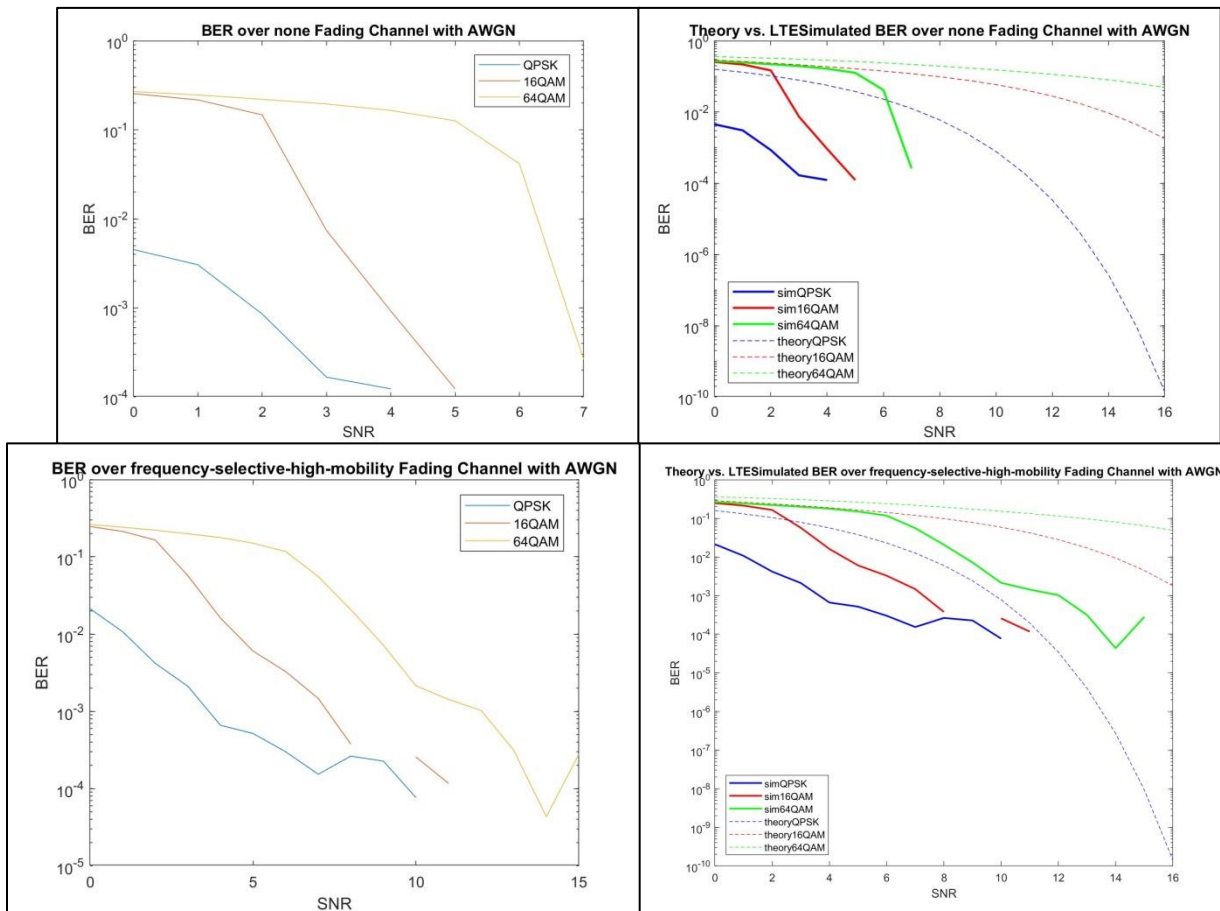 BER over none Fading Channel with AWGN
10^0
10^-1
10^-2
10^-3
10^-4
BER
QPSK
16QAM
64QAM
0 1 2 3 4 5 6 7
SNR
Theory vs. LTESimulated BER over none Fading Channel with AWGN
10^0
10^-2
10^-4
10^-6
10^-8
10^-10
BER
simQPSK
sim16QAM
sim64QAM
theoryQPSK
theory16QAM
theory64QAM
0 2 4 6 8 10 12 14 16
SNR
BER over frequency-selective-high-mobility Fading Channel with AWGN
10^0
10^-1
10^-2
10^-3
10^-4
10^-5
BER
QPSK
16QAM
64QAM
0 5 10 15
SNR
Theory vs. LTESimulated BER over frequency-selective-high-mobility Fading Channel with AWGN
10^0
10^-1
10^-2
10^-3
10^-4
10^-5
10^-6
10^-7
10^-8
10^-9
10^-10
BER
simQPSK
sim16QAM
sim64QAM
theoryQPSK
theory16QAM
theory64QAM
0 2 4 6 8 10 12 14 16
SNR